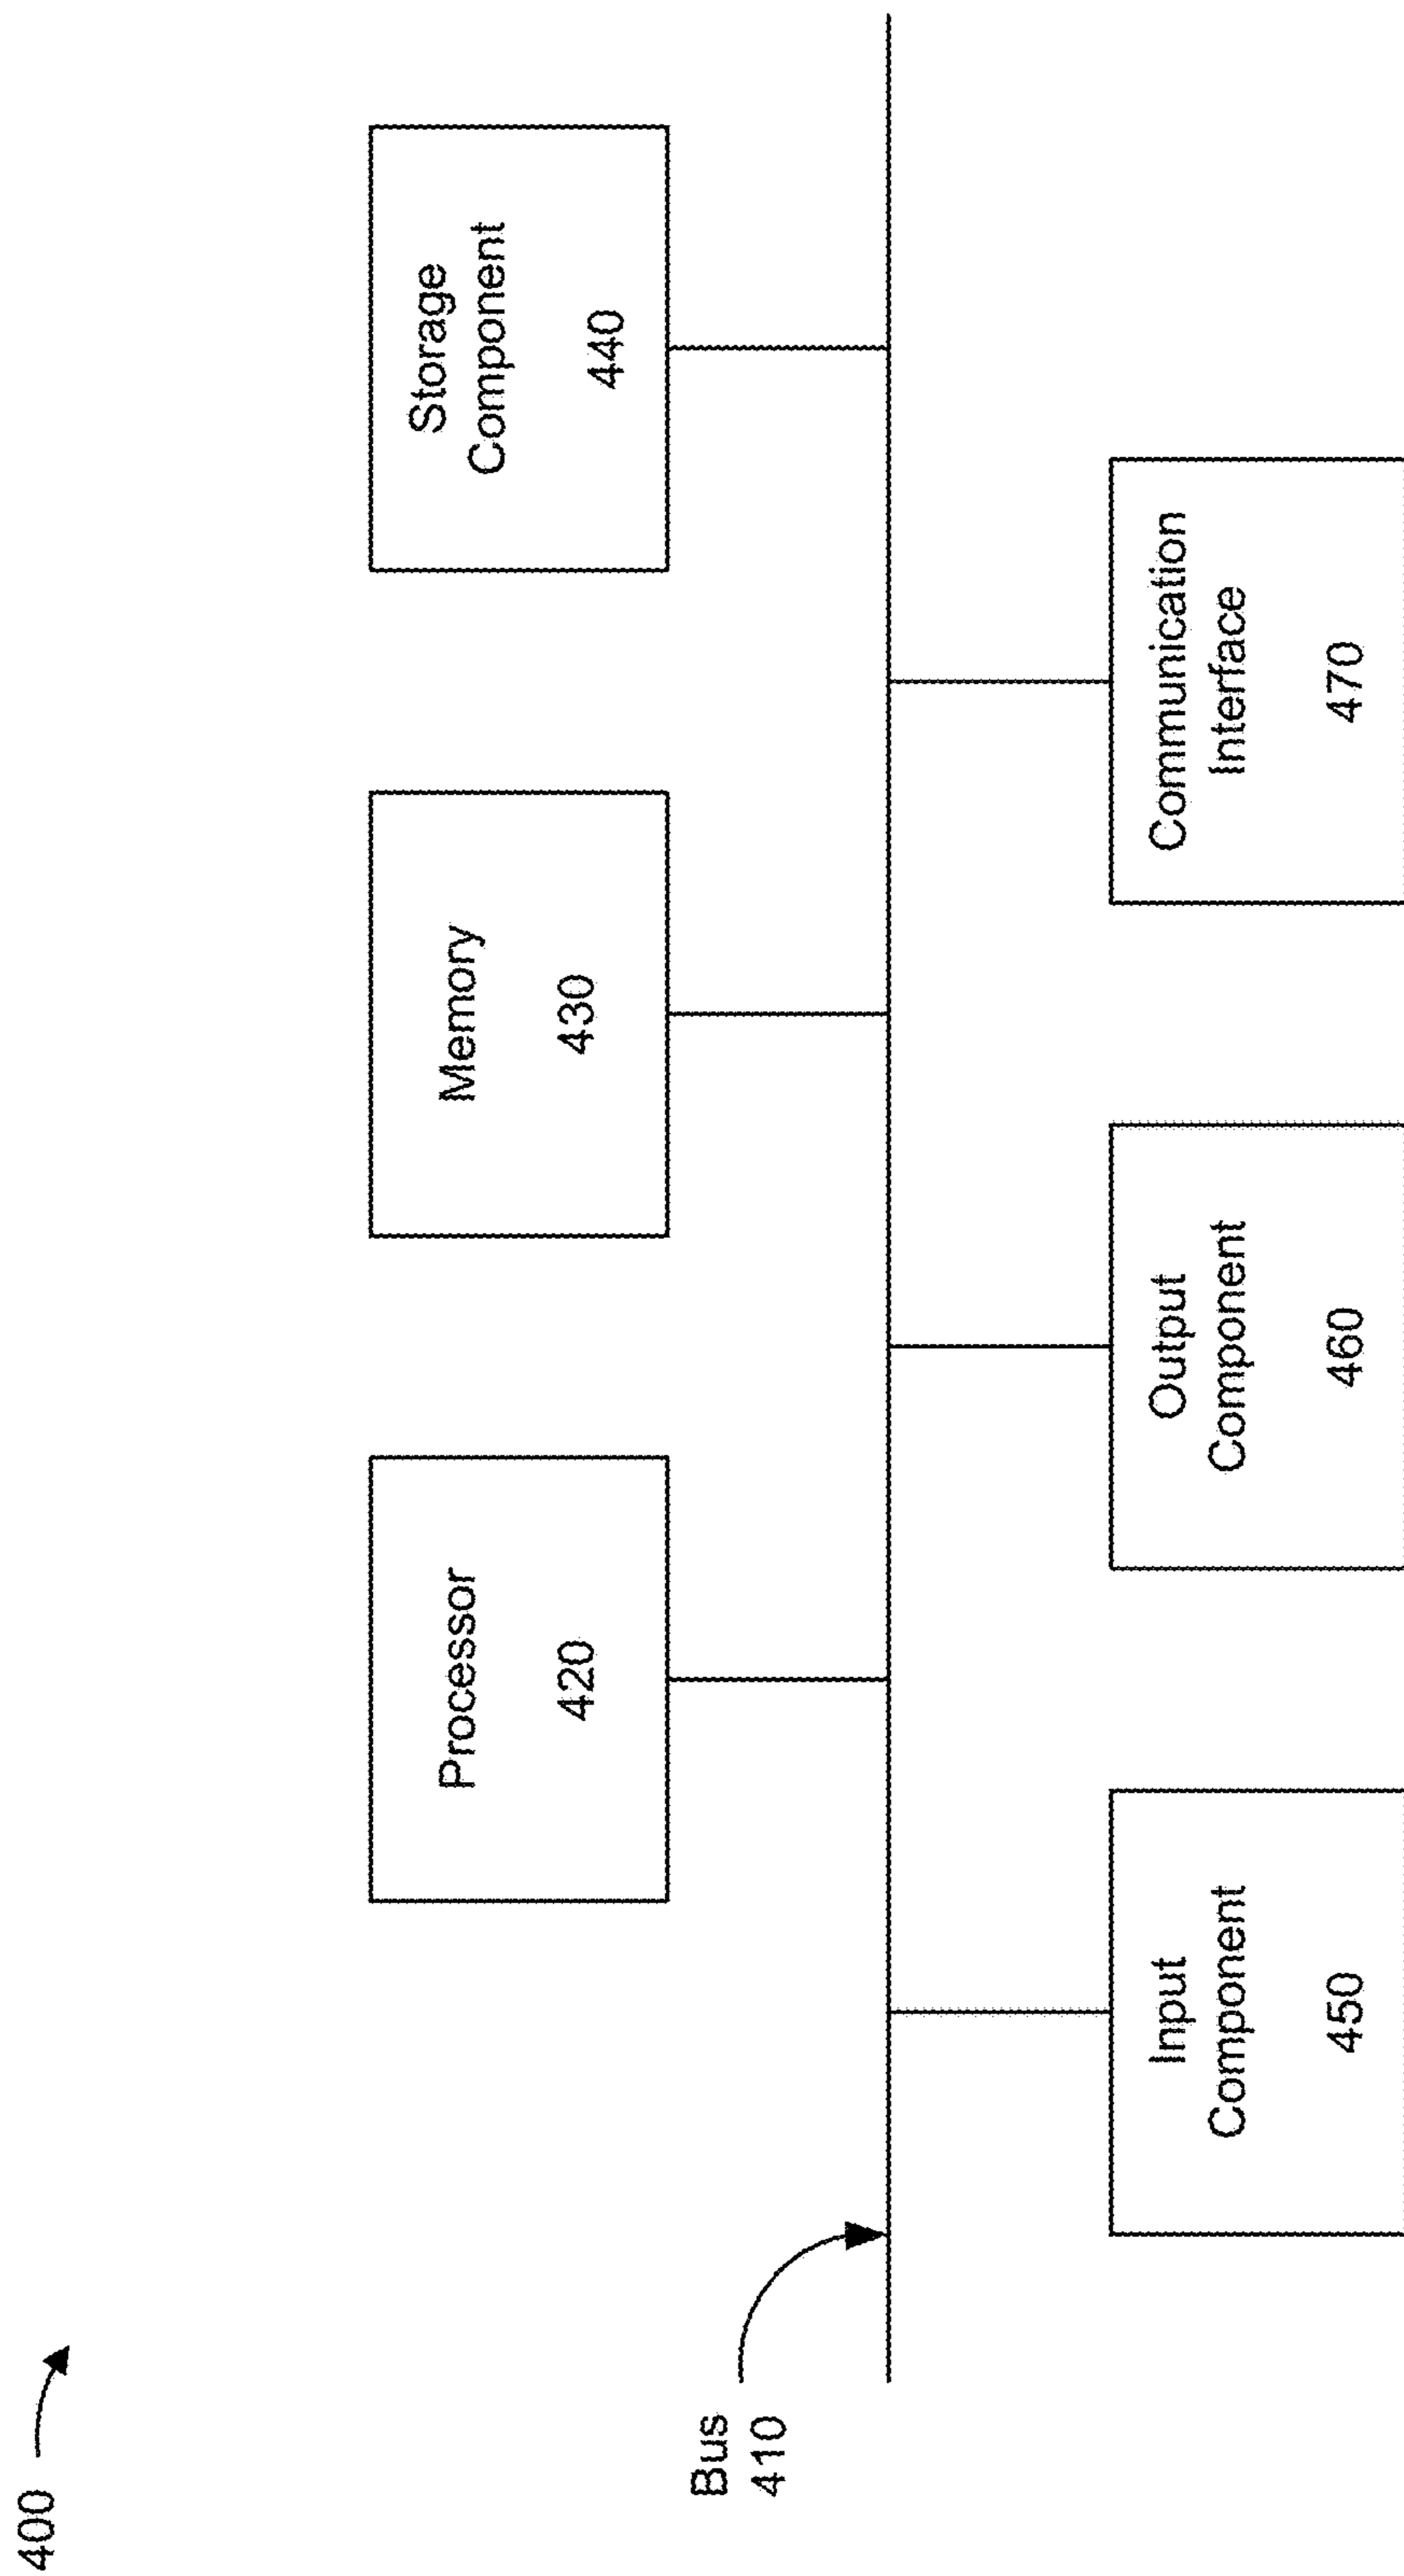 400
Processor
420
Memory
430
Storage
Component
440
Bus
410
Input
Component
450
Output
Component
460
Communication
Interface
470